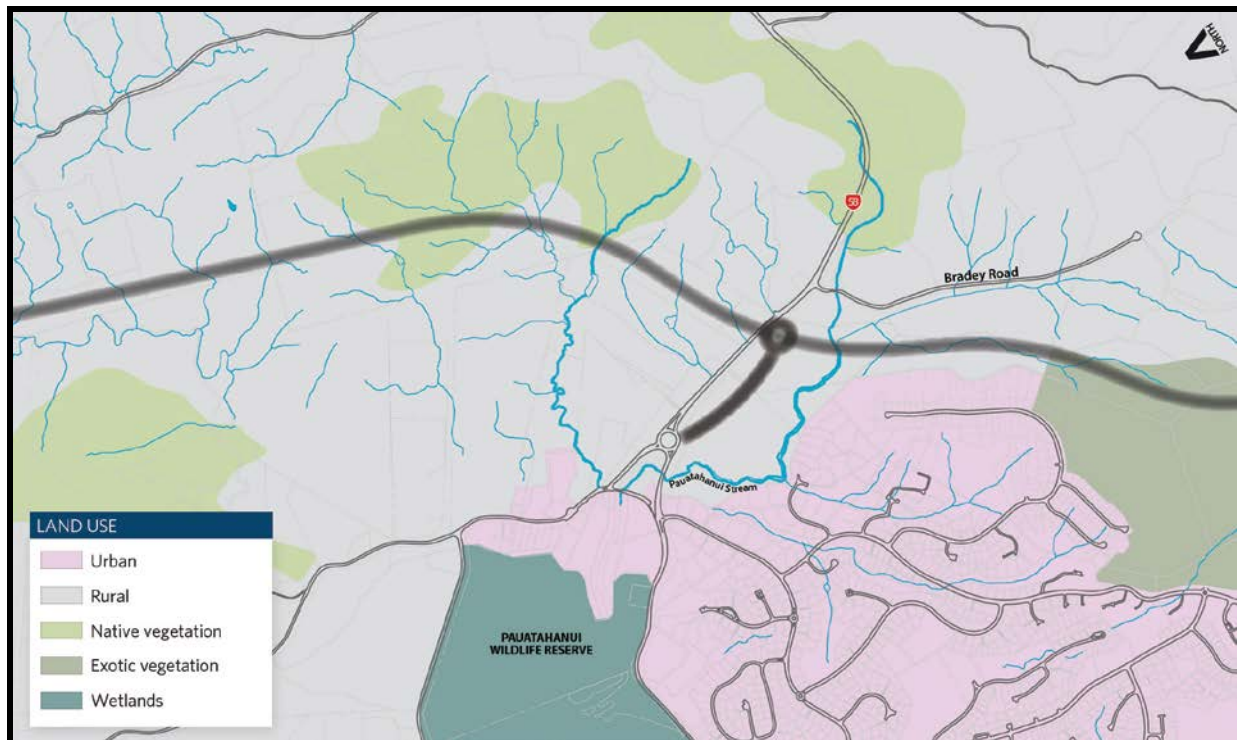 NORTH
58
Bradey Road
Pauatahanui Stream
PAUATAHANUI
WILDLIFE RESERVE
LAND USE
Urban
Rural
Native vegetation
Exotic vegetation
Wetlands